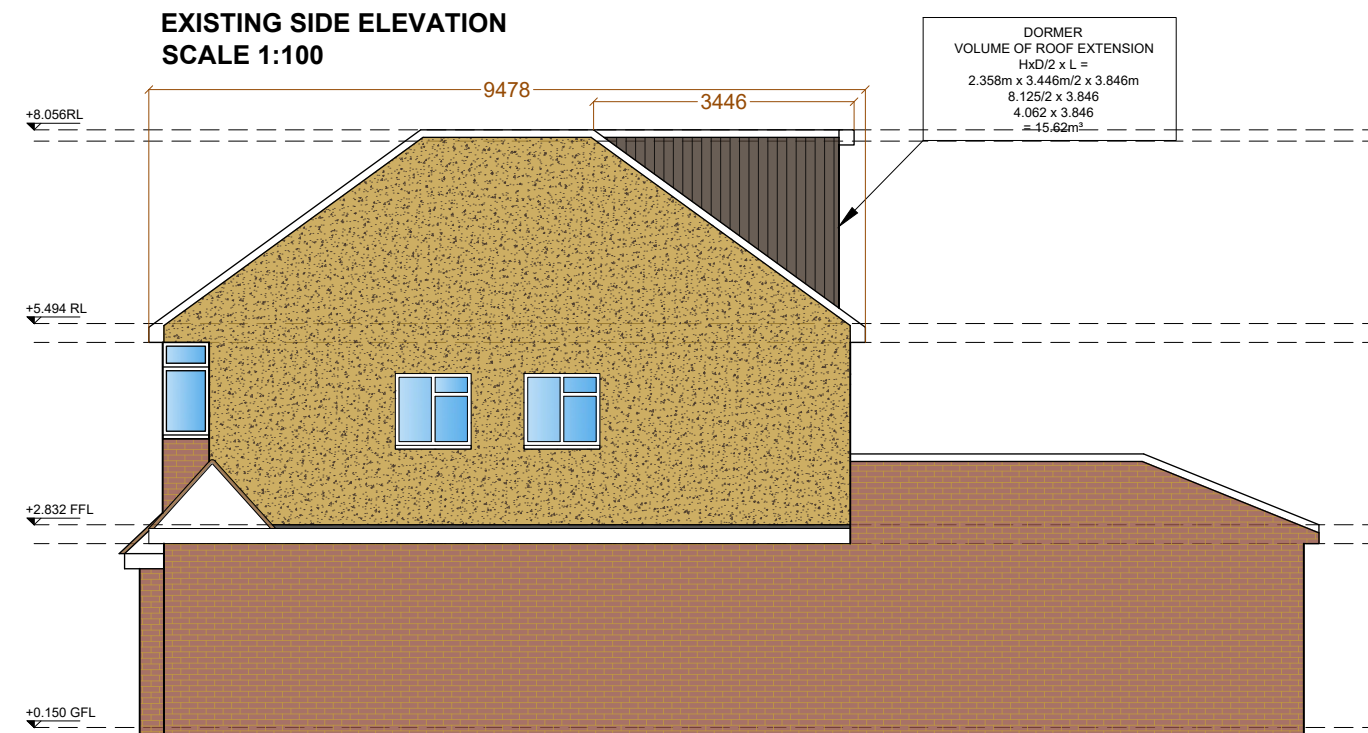 EXISTING SIDE ELEVATION
SCALE 1:100
DORMER
VOLUME OF ROOF EXTENSION
HxD/2 x L =
2.358m x 3.446m/2 x 3.846m
8.125/2 x 3.846
4.062 x 3.846
= 15.62m³
9478
3446
+8.056RL
+5.494 RL
+2.832 FFL
+0.150 GFL